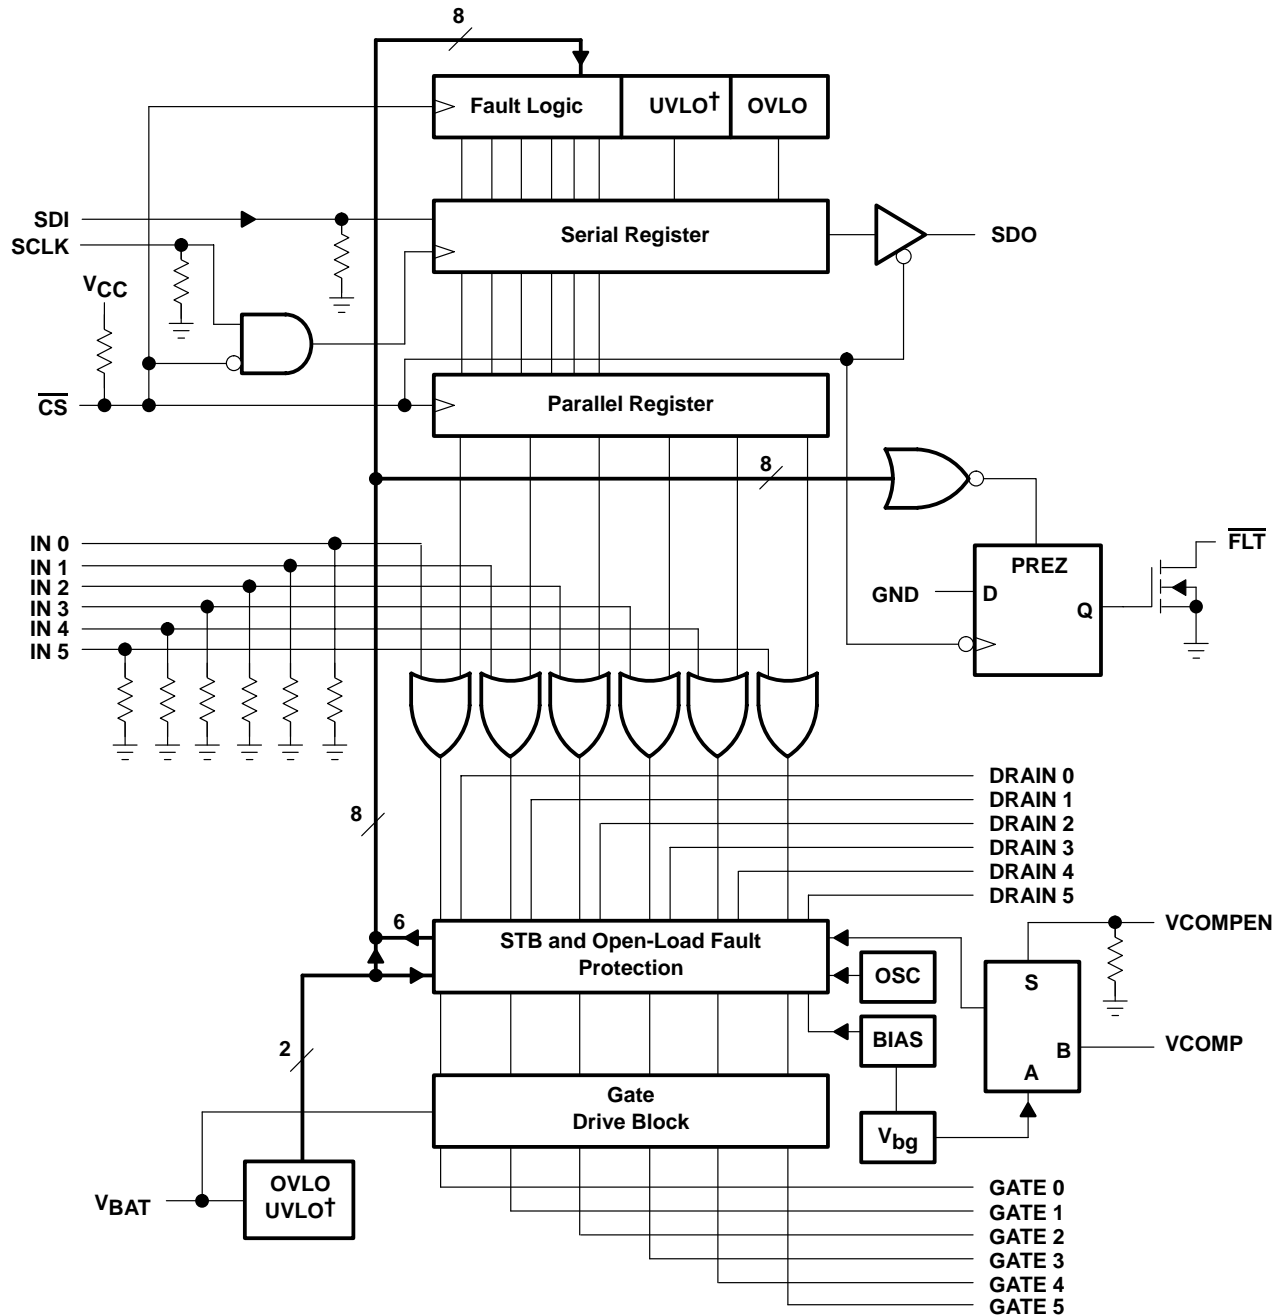 8
Fault Logic UVLO† OVLO
SDI
Serial Register
SDO
SCLK
VCC
CS
Parallel Register
8
IN 0
IN 1
IN 2
IN 3
IN 4
IN 5
FLT
PREZ
GND
D
Q
8
DRAIN 0
DRAIN 1
DRAIN 2
DRAIN 3
DRAIN 4
DRAIN 5
6
STB and Open-Load Fault
Protection
OSC
VCOMPEN
S
BIAS
B
VCOMP
A
2
Gate
Drive Block
Vbg
VBAT
OVLO
UVLO†
GATE 0
GATE 1
GATE 2
GATE 3
GATE 4
GATE 5